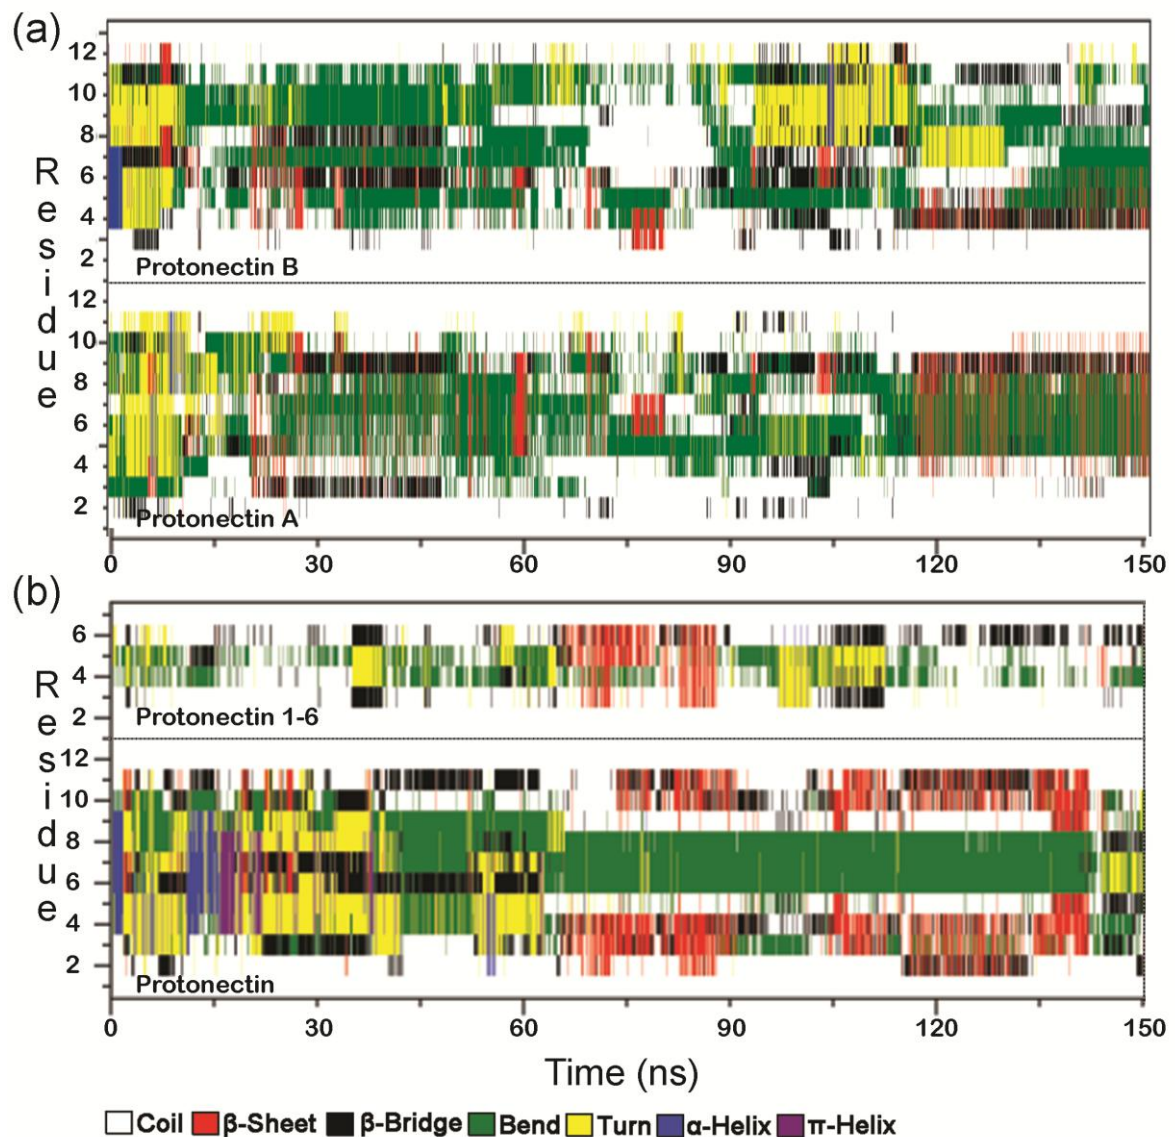 (a)
12
10
8
6
4
2
Protonectin B
12
10
8
6
4
2
Protonectin A
Residue
0 30 60 90 120 150
(b)
6
4
2
Protonectin 1-6
12
10
8
6
4
2
Protonectin
Residue
0 30 60 90 120 150
Time (ns)
Coil β-Sheet β-Bridge Bend Turn α-Helix π-Helix